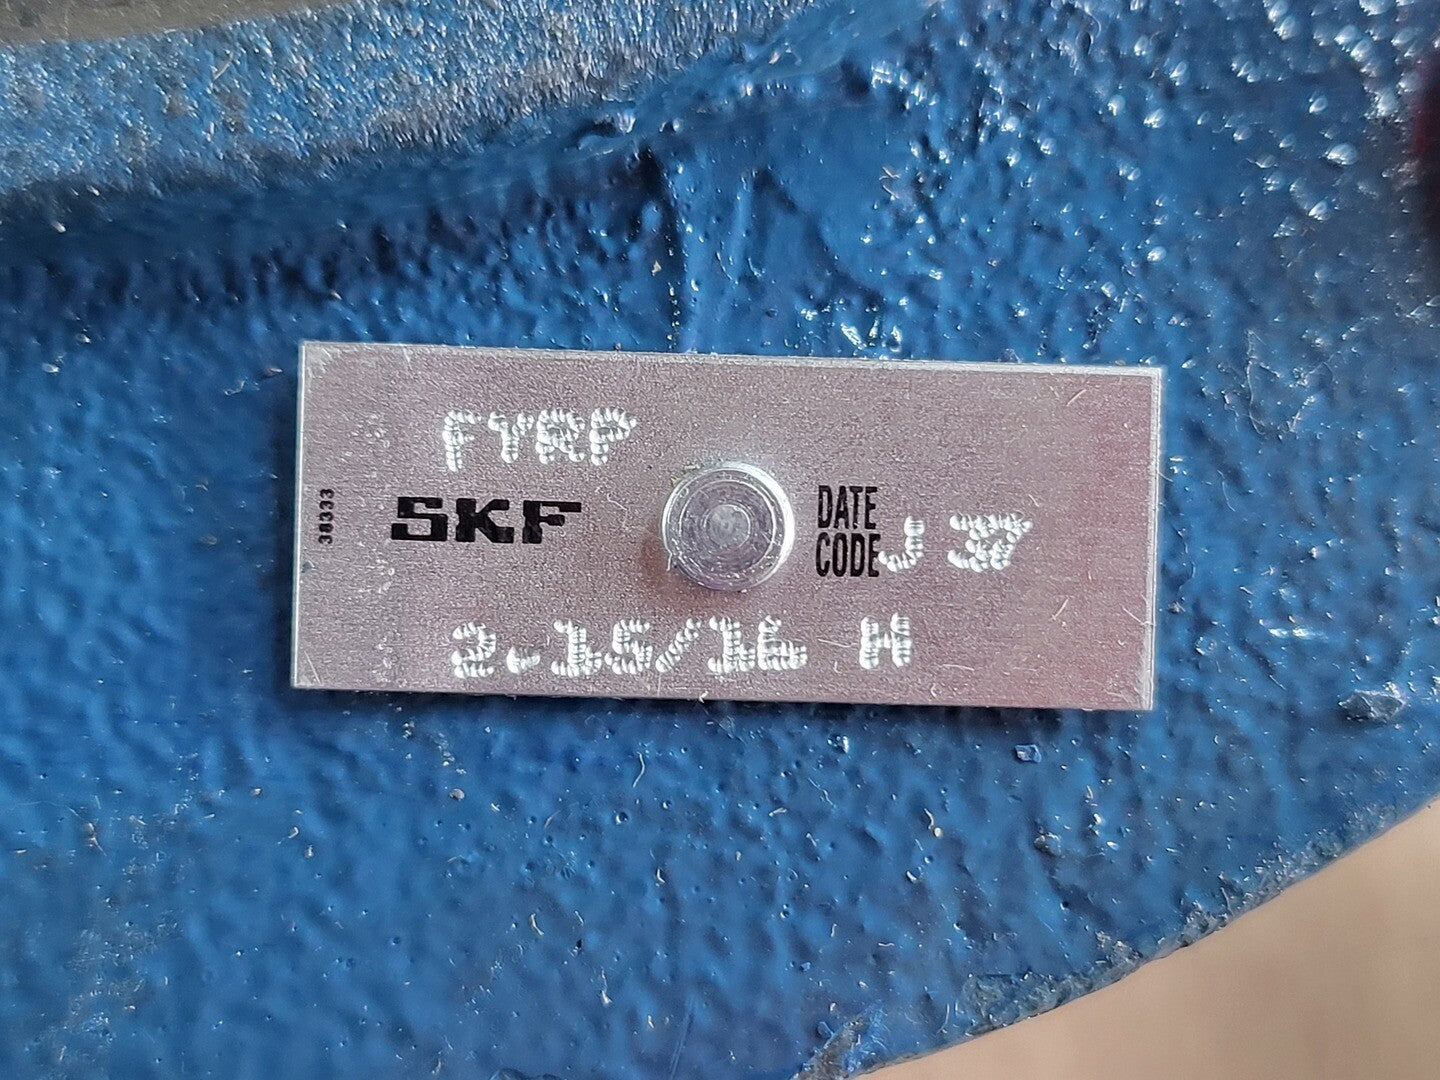 38333
FYRP
SKF
DATE
CODE J 37
2.15/16 H